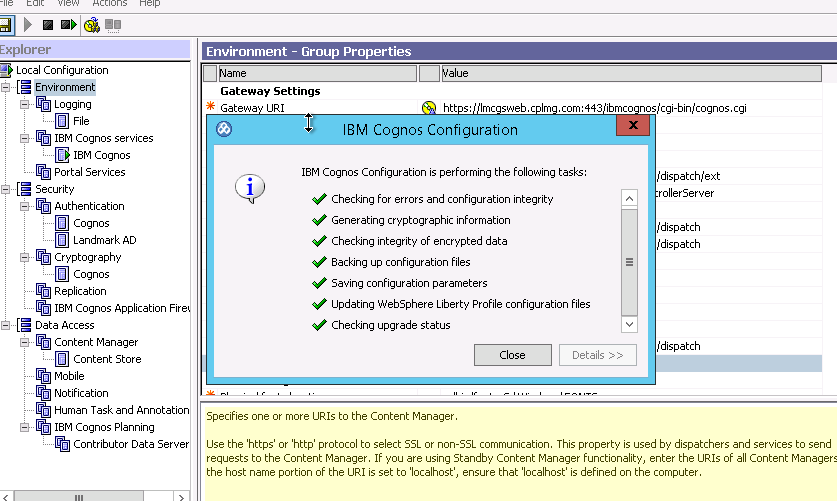 File Edit View Actions Help
Explorer
Local Configuration
Environment
Logging
File
IBM Cognos services
IBM Cognos
Portal Services
Security
Authentication
Cognos
Landmark AD
Cryptography
Cognos
Replication
IBM Cognos Application Firew
Data Access
Content Manager
Content Store
Mobile
Notification
Human Task and Annotation
IBM Cognos Planning
Contributor Data Server
Environment - Group Properties
Name Value
Gateway Settings
Gateway URI https://lmcgsweb.cplmg.com:443/ibmcognos/cgi-bin/cognos.cgi
IBM Cognos Configuration
IBM Cognos Configuration is performing the following tasks:
Checking for errors and configuration integrity
Generating cryptographic information
Checking integrity of encrypted data
Backing up configuration files
Saving configuration parameters
Updating WebSphere Liberty Profile configuration files
Checking upgrade status
Close Details >>
/dispatch/ext
rollerServer
/dispatch
/dispatch
/dispatch
Specifies one or more URIs to the Content Manager.
Use the 'https' or 'http' protocol to select SSL or non-SSL communication. This property is used by dispatchers and services to send
requests to the Content Manager. If you are using Standby Content Manager functionality, enter the URIs of all Content Managers
the host name portion of the URI is set to 'localhost', ensure that 'localhost' is defined on the computer.